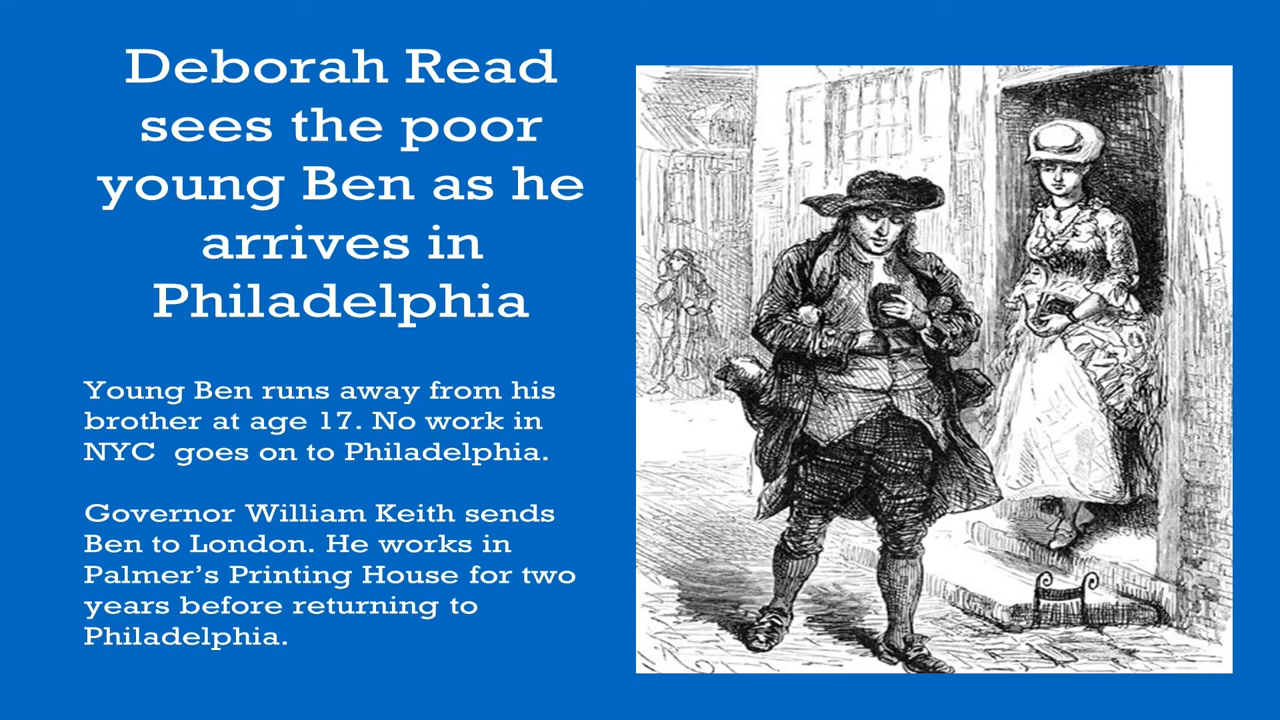 Deborah Read
sees the poor
young Ben as he
arrives in
Philadelphia
Young Ben runs away from his
brother at age 17. No work in
NYC  goes on to Philadelphia.
Governor William Keith sends
Ben to London. He works in
Palmer’s Printing House for two
years before returning to
Philadelphia.